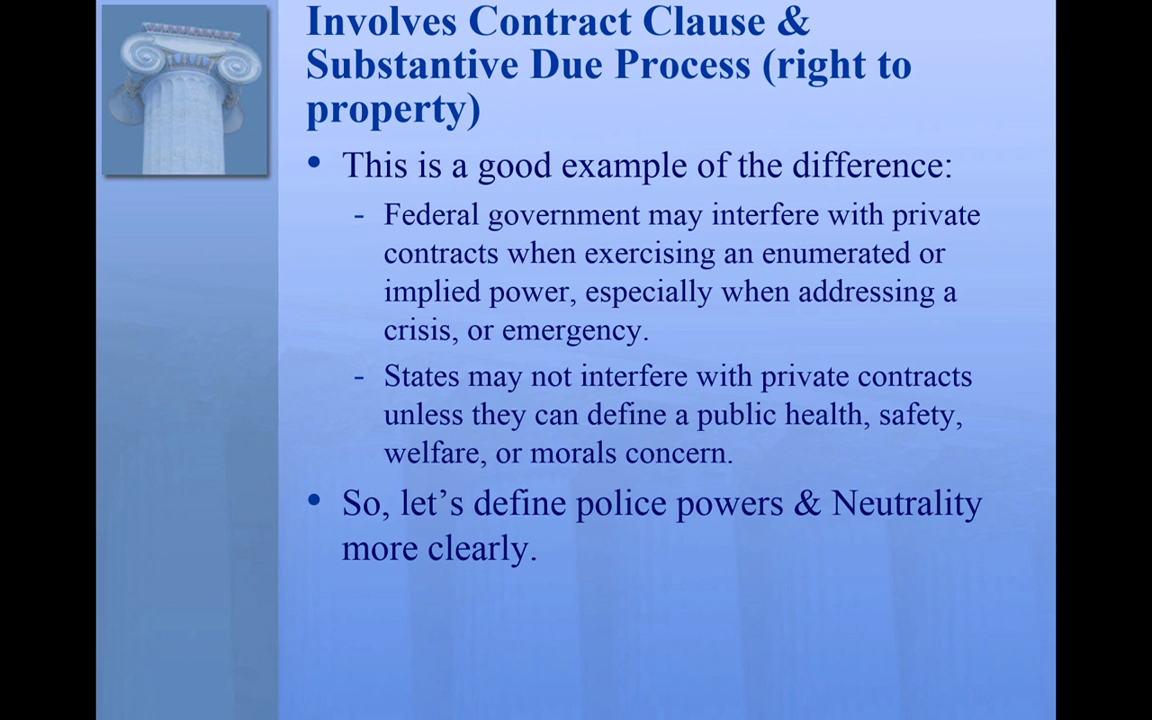 Involves Contract Clause &
Substantive Due Process (right to
property)
• This is a good example of the difference:
- Federal government may interfere with private
contracts when exercising an enumerated or
implied power, especially when addressing a
crisis, or emergency.
- States may not interfere with private contracts
unless they can define a public health, safety,
welfare, or morals concern.
• So, let’s define police powers & Neutrality
more clearly.